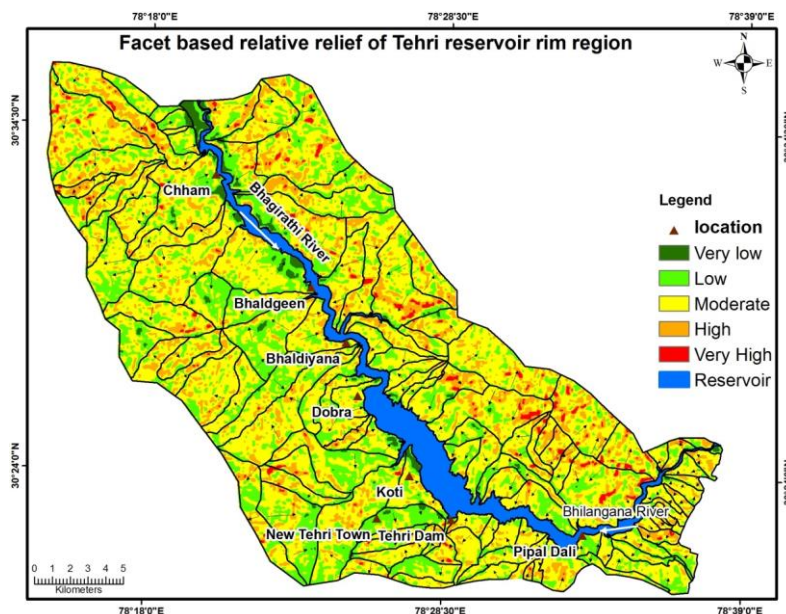 78°18'0"E 78°28'30"E 78°39'0"E
Facet based relative relief of Tehri reservoir rim region
N
W E
S
30°34'30"N
Chham
Bhagirathi River
Legend
location
Very low
Low
Moderate
High
Very High
Reservoir
Bhaldgeen
Bhaldiyana
Dobra
30°24'0"N
Koti
Bhilangana River
New Tehri Town Tehri Dam
Pipal Dali
0 1 2 3 4 5
Kilometers
78°18'0"E 78°28'30"E 78°39'0"E